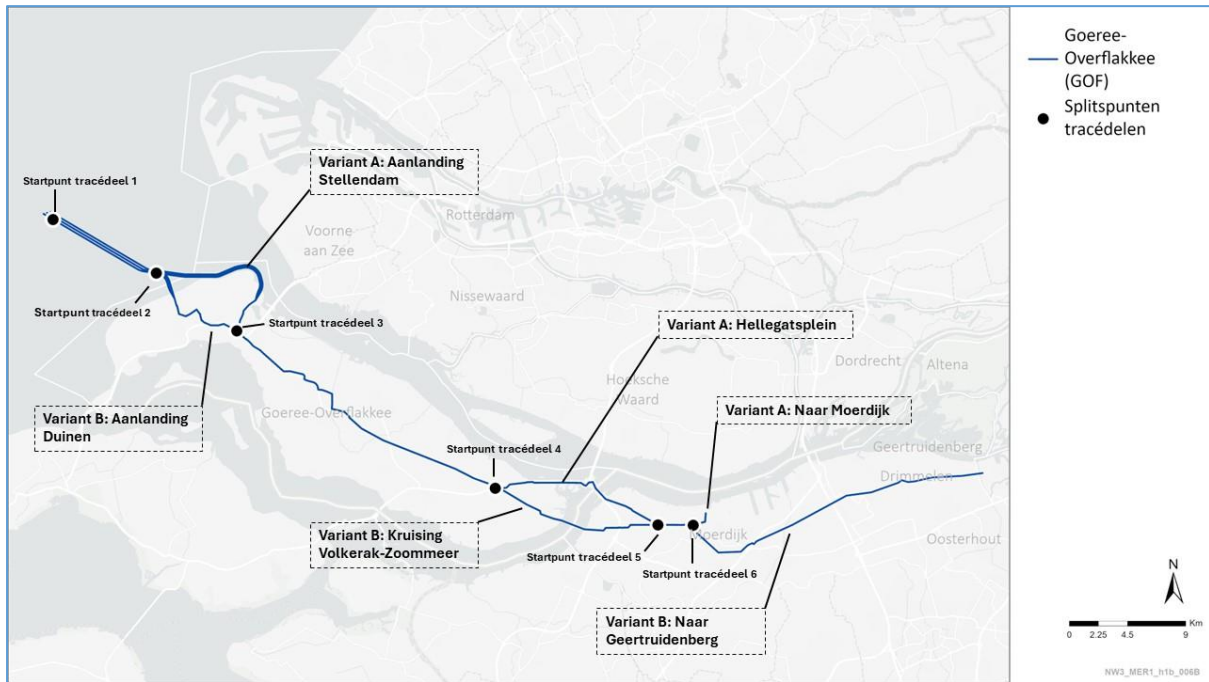 Goeree-
Overflakkee
(GOF)
Splitspunten
tracédelen
Variant A: Aanlanding
Stellendam
Startpunt tracédeel 1
Rotterdam
Voorne
aan Zee
Startpunt tracédeel 2
Nissewaard
Startpunt tracédeel 3
Variant A: Hellegatsplein
Dordrecht
Altena
Hoeksche
Waard
Variant B: Aanlanding
Duinen
Goeree-Overflakkee
Variant A: Naar Moerdijk
Startpunt tracédeel 4
Geertruidenberg
Drimmelen
Variant B: Kruising
Volkerak-Zoommeer
Moerdijk
Oosterhout
Startpunt tracédeel 5
Startpunt tracédeel 6
Variant B: Naar
Geertruidenberg
N
Km
0 2.25 4.5 9
NW3_MER1_h1b_006B